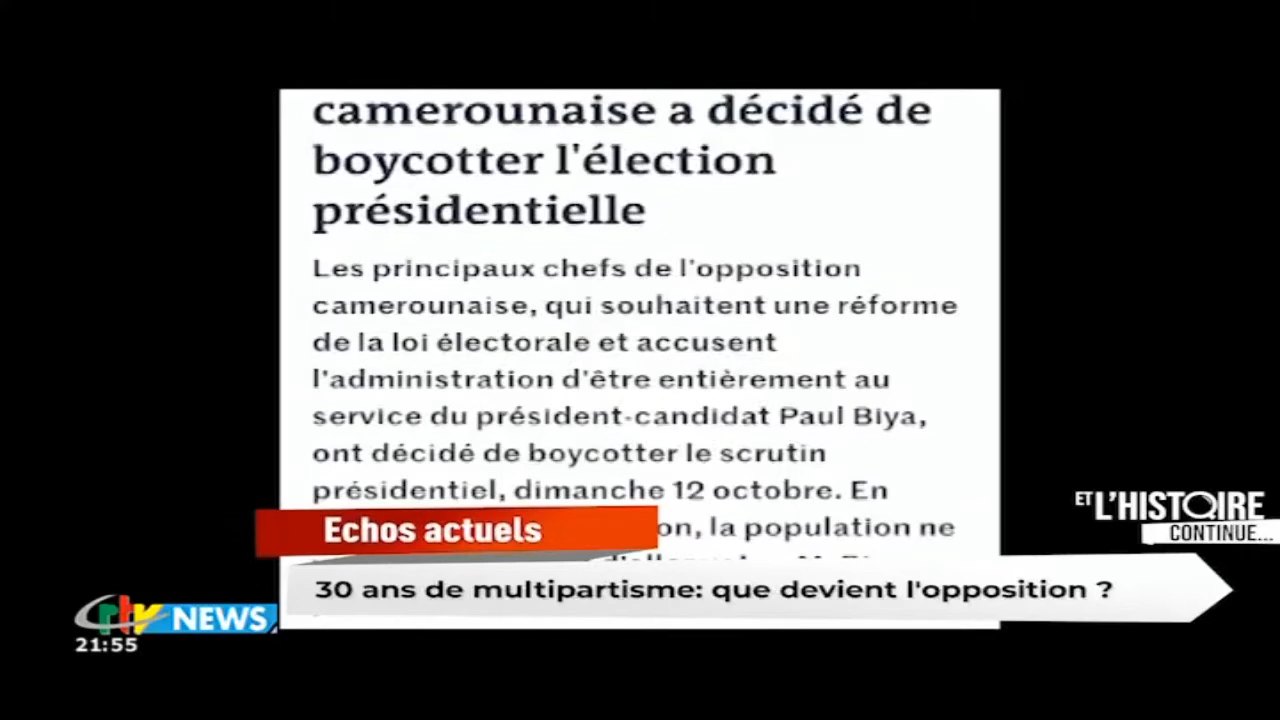 camerounaise a décidé de
boycotter l'élection
présidentielle
Les principaux chefs de l'opposition
camerounaise, qui souhaitent une réforme
de la loi électorale et accusent
l'administration d'être entièrement au
service du président-candidat Paul Biya,
ont décidé de boycotter le scrutin
présidentiel, dimanche 12 octobre. En
on, la population ne
Echos actuels
30 ans de multipartisme: que devient l'opposition ?
ET L'HISTOIRE
CONTINUE...
crtv NEWS
21:55